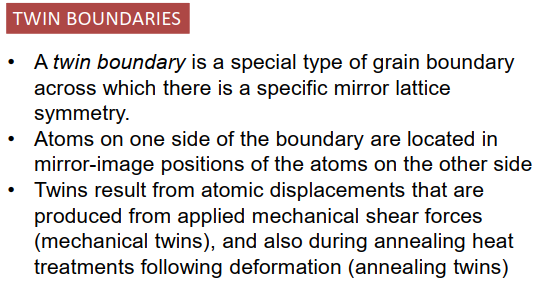 TWIN BOUNDARIES
• A twin boundary is a special type of grain boundary
across which there is a specific mirror lattice
symmetry.
• Atoms on one side of the boundary are located in
mirror-image positions of the atoms on the other side
• Twins result from atomic displacements that are
produced from applied mechanical shear forces
(mechanical twins), and also during annealing heat
treatments following deformation (annealing twins)